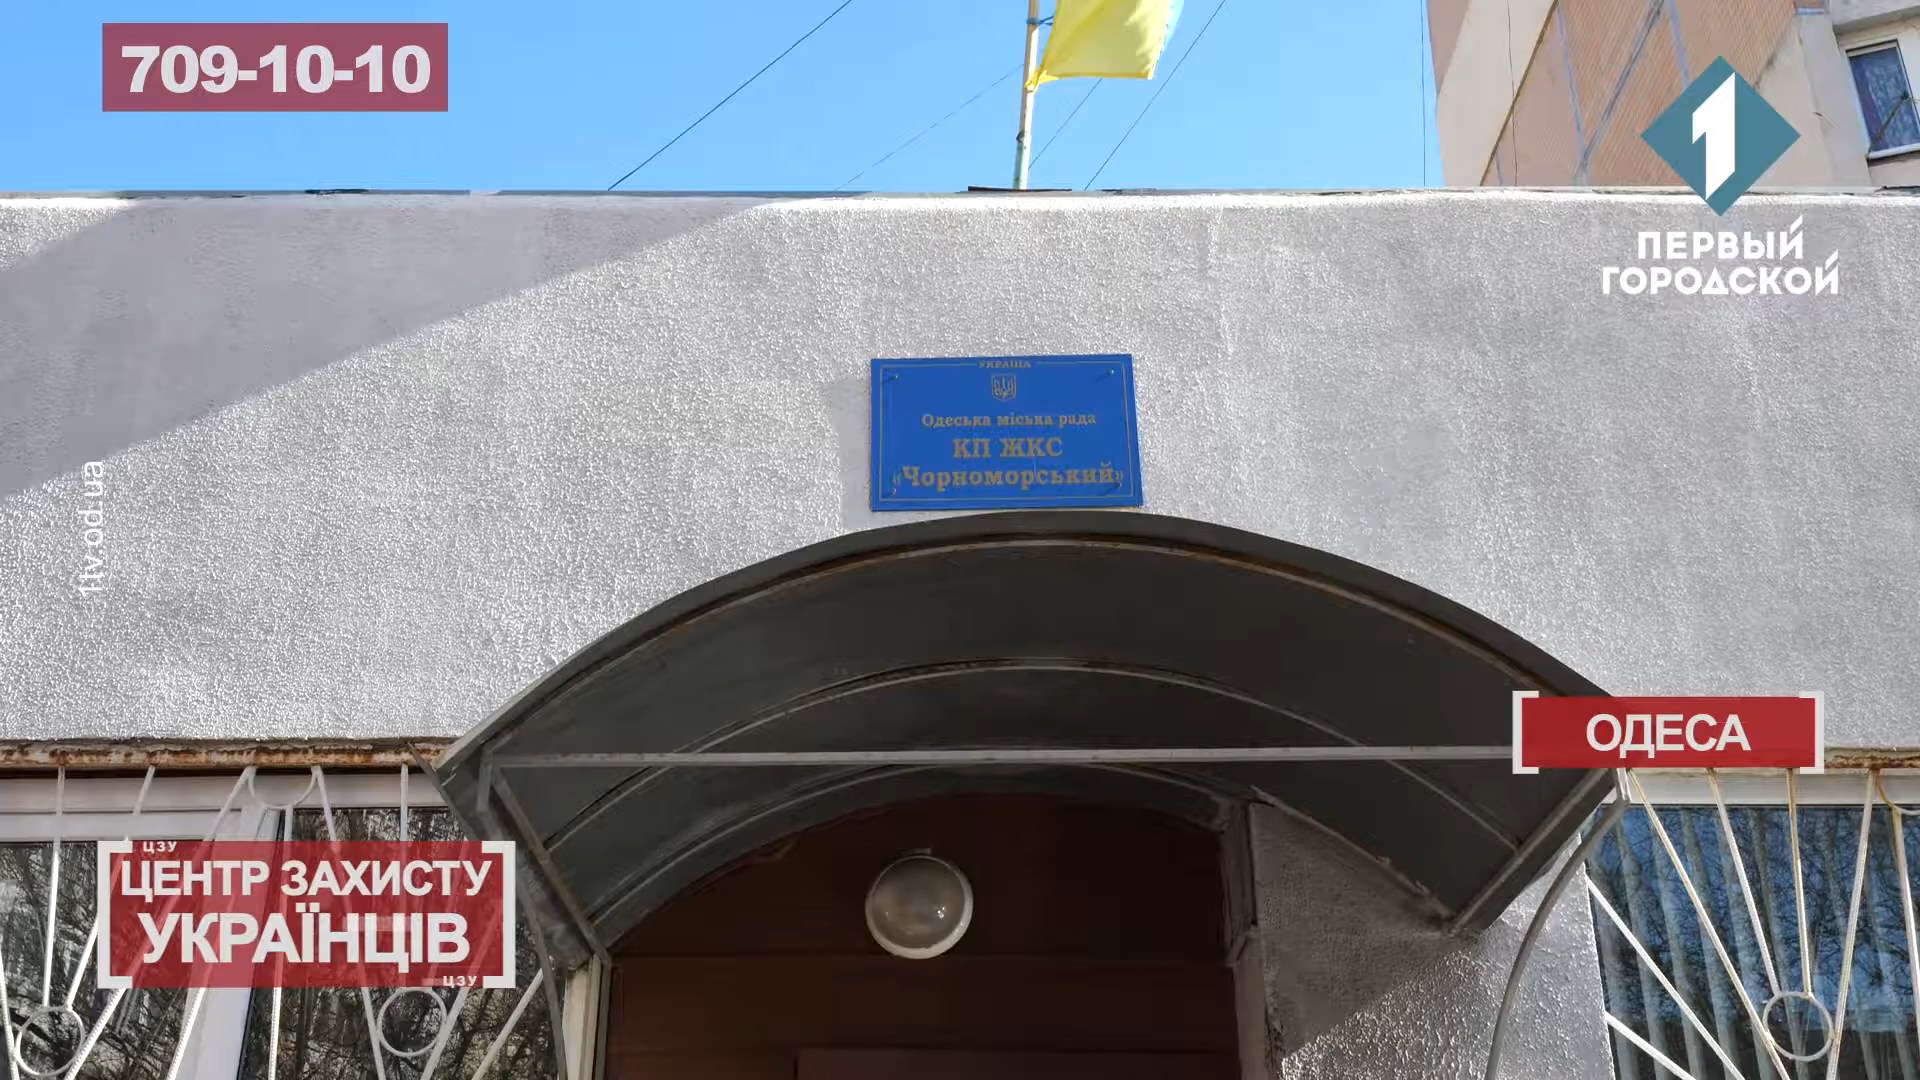 709-10-10
1
ПЕРВЫЙ
ГОРОДСКОЙ
УКРАЇНА
Одеська міська рада
КП ЖКС
«Чорноморський»
1tv.od.ua
ОДЕСА
ЦЗУ
ЦЕНТР ЗАХИСТУ
УКРАЇНЦІВ
ЦЗУ